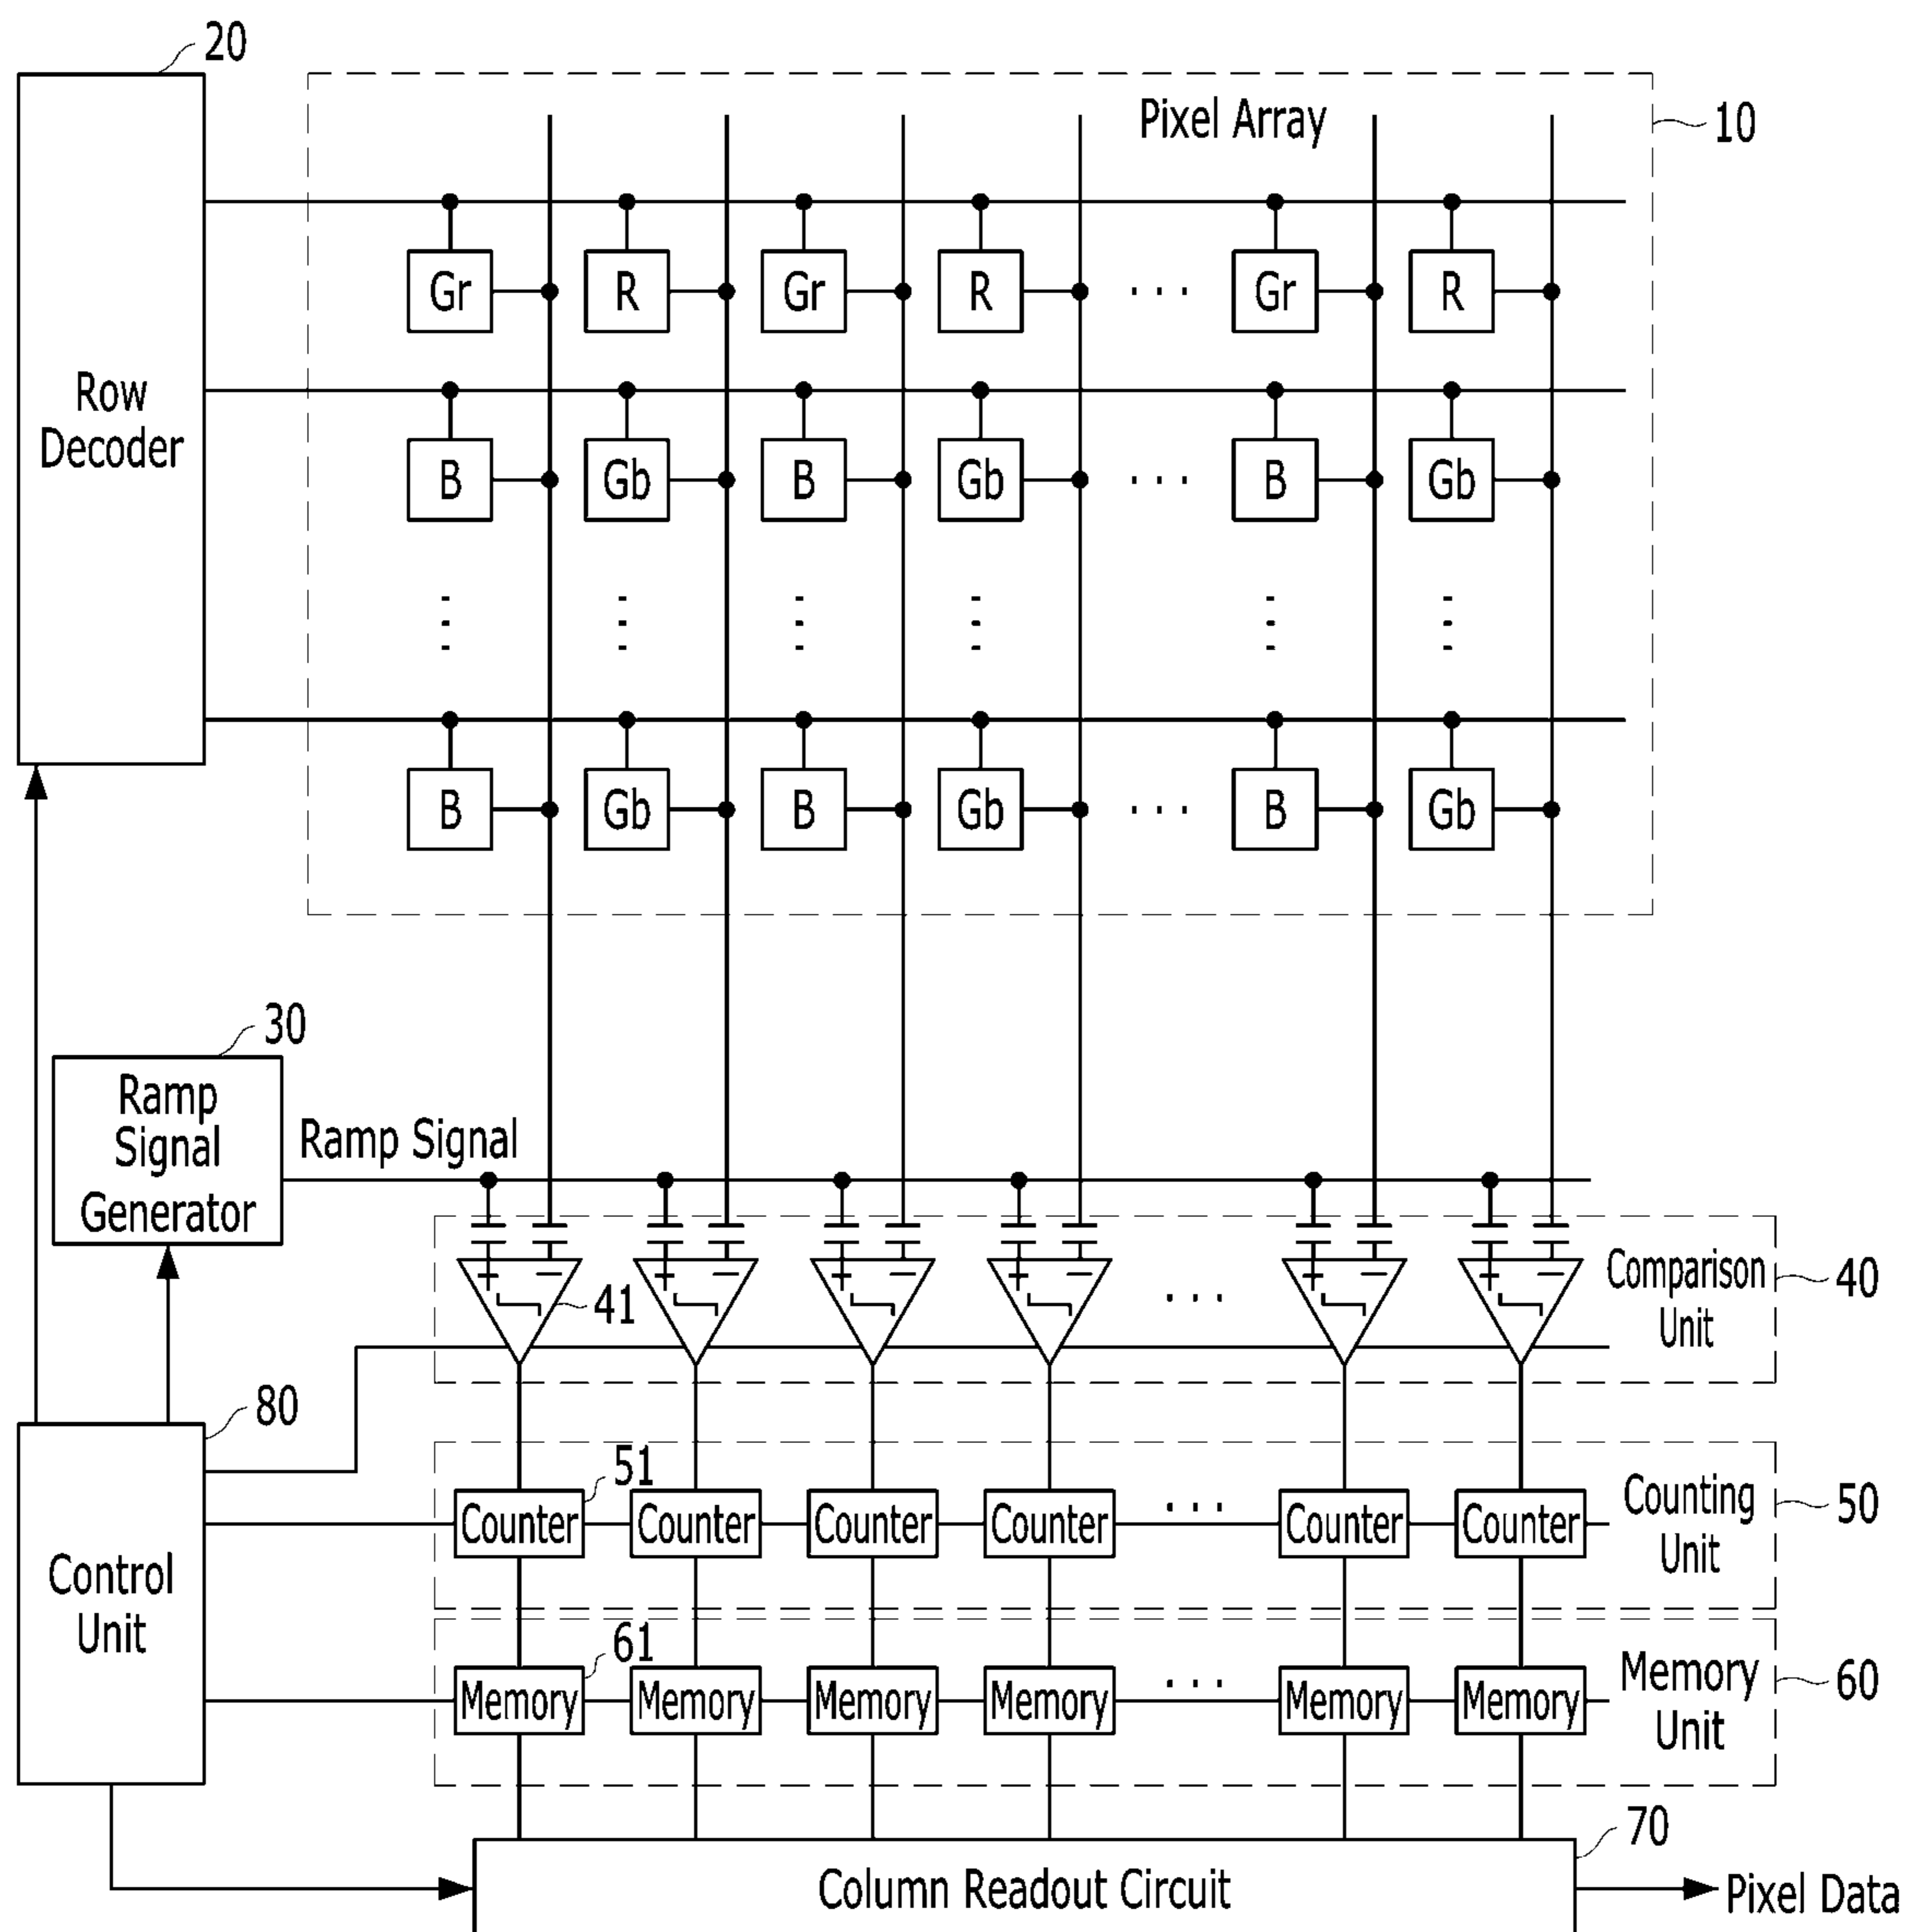 20
Pixel Array
10
Gr R Gr R ... Gr R
Row
Decoder
B Gb B Gb ... B Gb
B Gb B Gb ... B Gb
30
Ramp
Signal
Generator
Ramp Signal
+ − + − + − + − + − + −
41
...
Comparison
Unit
40
80
Control
Unit
51
Counter Counter Counter Counter ... Counter Counter
Counting
Unit
50
61
Memory Memory Memory Memory ... Memory Memory
Memory
Unit
60
70
Column Readout Circuit
Pixel Data